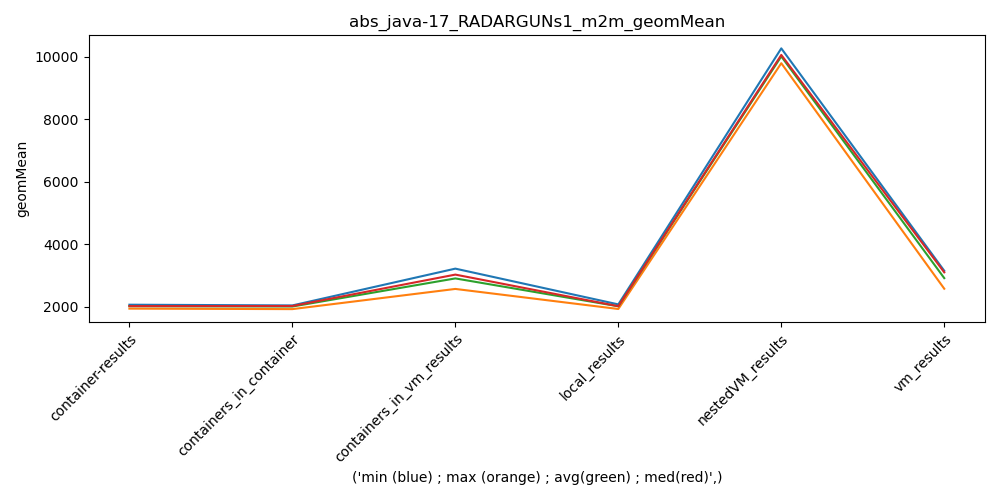 abs_java-17_RADARGUNs1_m2m_geomMean
geomMean
10000
8000
6000
4000
2000
container-results
containers_in_container
containers_in_vm_results
local_results
nestedVM_results
vm_results
('min (blue) ; max (orange) ; avg(green) ; med(red)',)